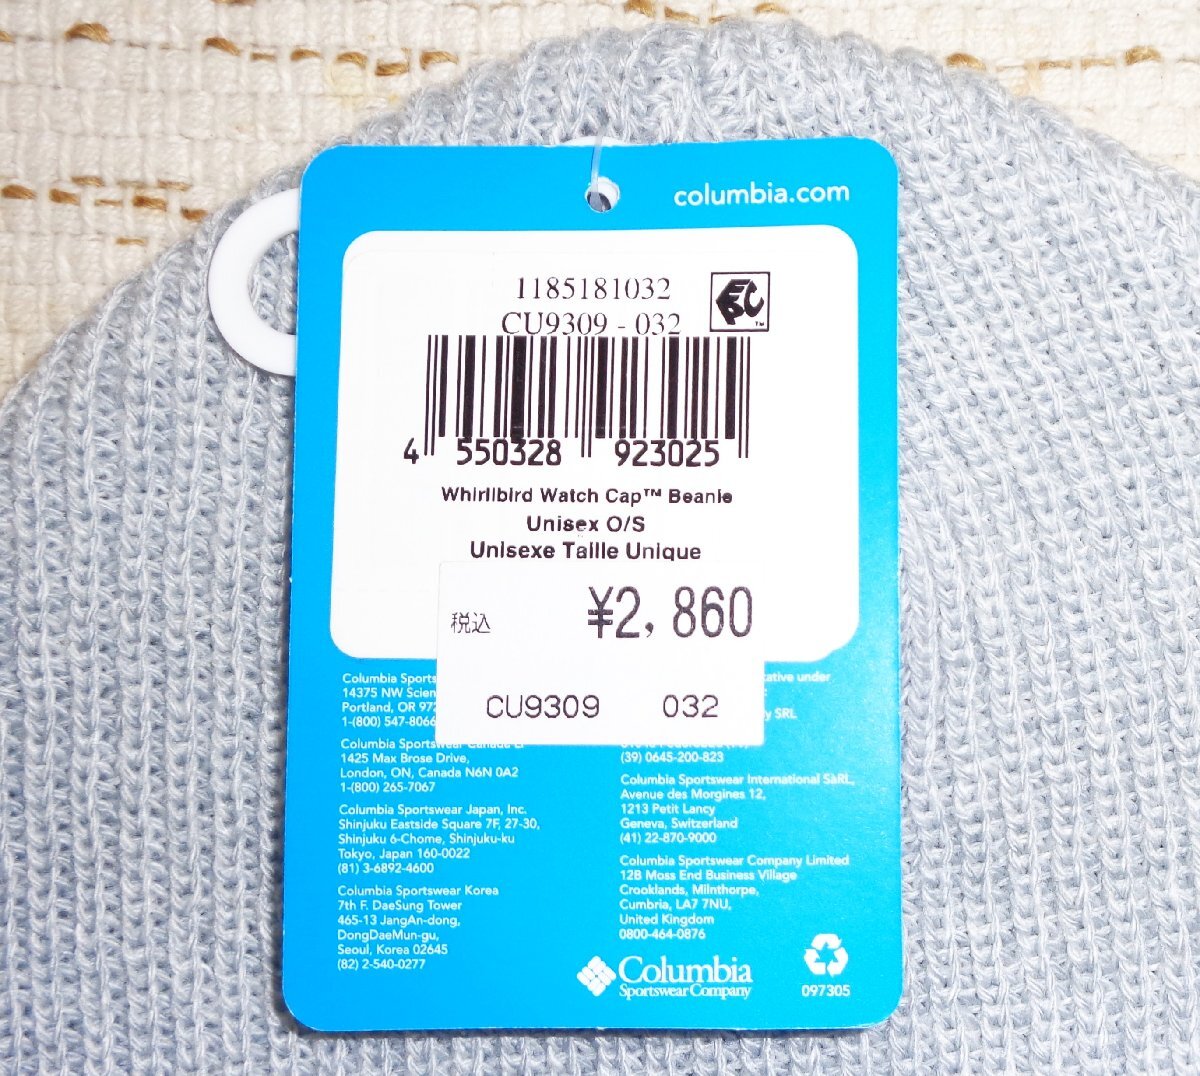 columbia.com
1185181032
CU9309 - 032
EPC™
4 550328 923025
Whirlibird Watch Cap™ Beanie
Unisex O/S
Unisexe Taille Unique
税込 ¥2,860
CU9309 032
Columbia
14375 NW
Portland, OR
1-(800) 547-8066
Columbia Sportswear Canada
1425 Max Brose Drive,
London, ON, Canada N6N 0A2
1-(800) 265-7067
Columbia Sportswear Japan, Inc.
Shinjuku Eastside Square 7F, 27-30,
Shinjuku 6-Chome, Shinjuku-ku
Tokyo, Japan 160-0022
(81) 3-6892-4600
Columbia Sportswear Korea
7th F. DaeSung Tower
465-13 JangAn-dong,
DongDaeMun-gu,
Seoul, Korea 02645
(82) 2-540-0277
under
SRL
(39) 0645-200-823
Columbia Sportswear International SàRL,
Avenue des Morgines 12,
1213 Petit Lancy
Geneva, Switzerland
(41) 22-870-9000
Columbia Sportswear Company Limited
12B Moss End Business Village
Crooklands, Milnthorpe,
Cumbria, LA7 7NU,
United Kingdom
0800-464-0876
Columbia
Sportswear Company
097305